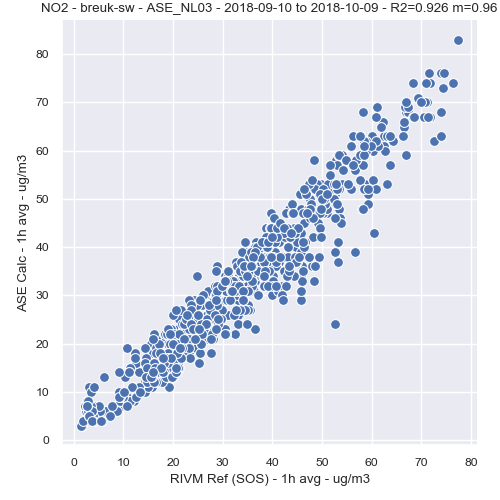 NO2 - breuk-sw - ASE_NL03 - 2018-09-10 to 2018-10-09 - R2=0.926 m=0.96
80
70
60
50
40
30
20
10
0
ASE Calc - 1h avg - ug/m3
0 10 20 30 40 50 60 70 80
RIVM Ref (SOS) - 1h avg - ug/m3